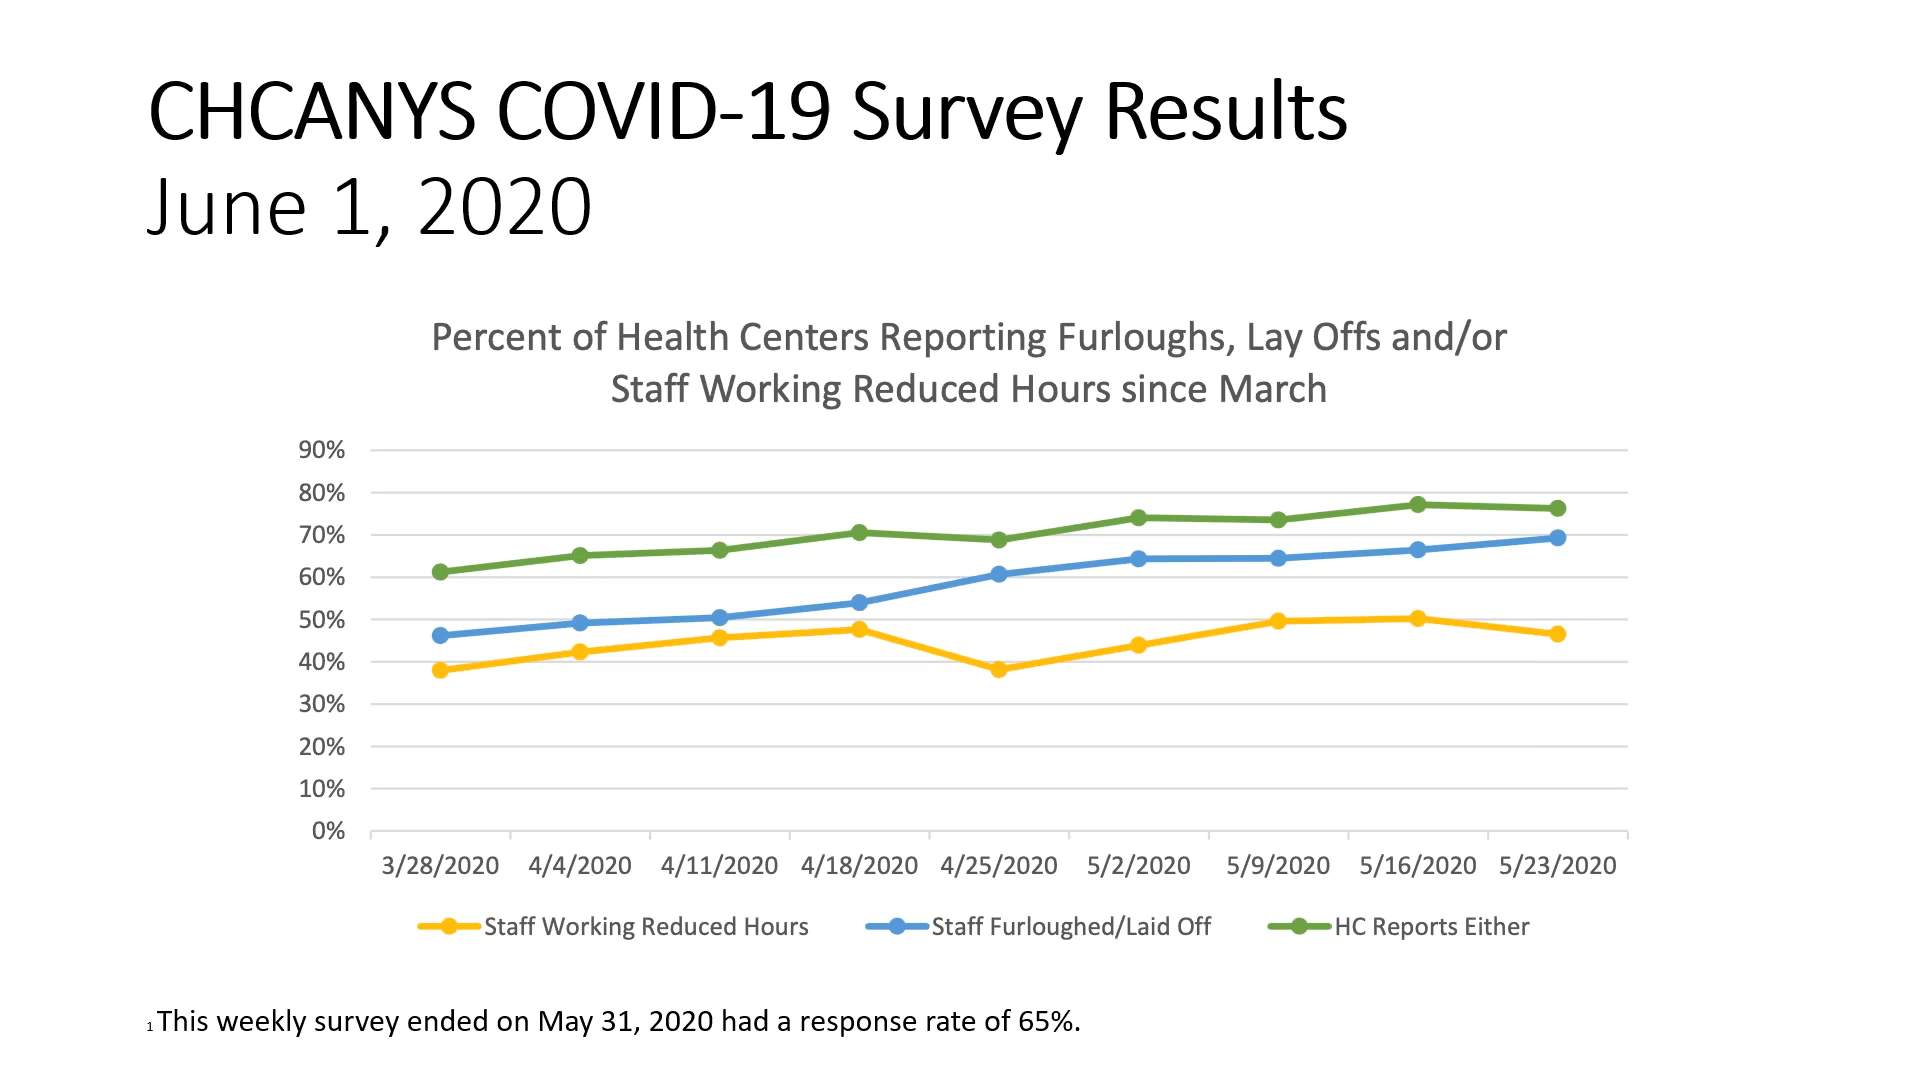 CHCANYS COVID-19 Survey Results
June 1, 2020
Percent of Health Centers Reporting Furloughs, Lay Offs and/or
Staff Working Reduced Hours since March
90%
80%
70%
60%
50%
40%
30%
20%
10%
0%
3/28/2020 4/4/2020 4/11/2020 4/18/2020 4/25/2020 5/2/2020 5/9/2020 5/16/2020 5/23/2020
Staff Working Reduced Hours Staff Furloughed/Laid Off HC Reports Either
1 This weekly survey ended on May 31, 2020 had a response rate of 65%.